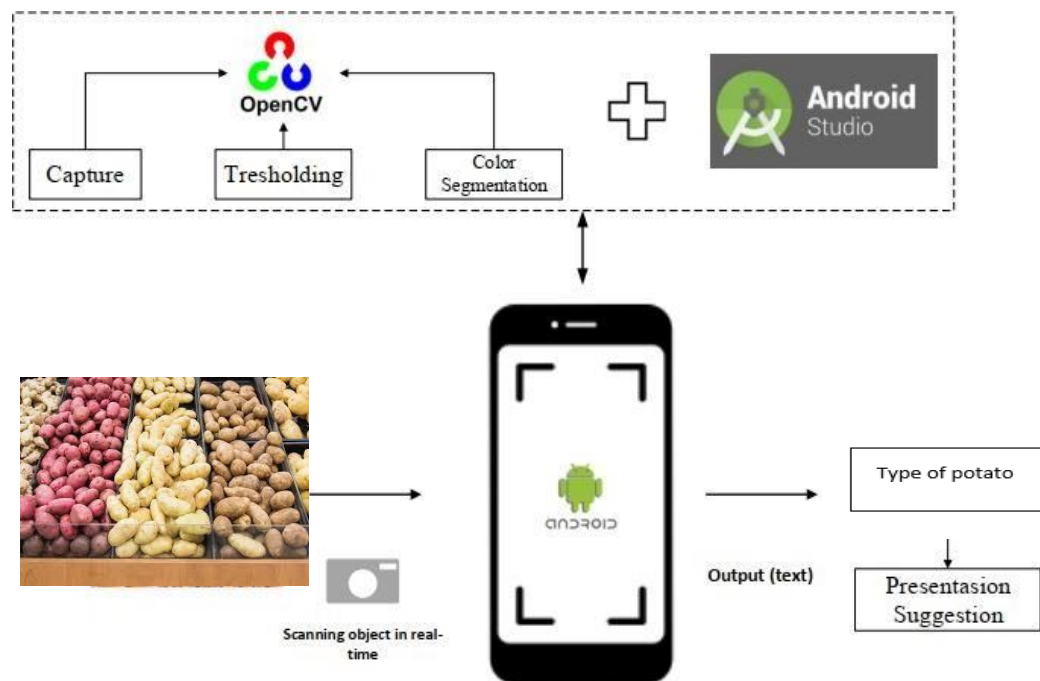 OpenCV
Android
Studio
Capture
Tresholding
Color
Segmentation
ANDROID
Type of potato
Output (text)
Presentasion
Suggestion
Scanning object in real-
time